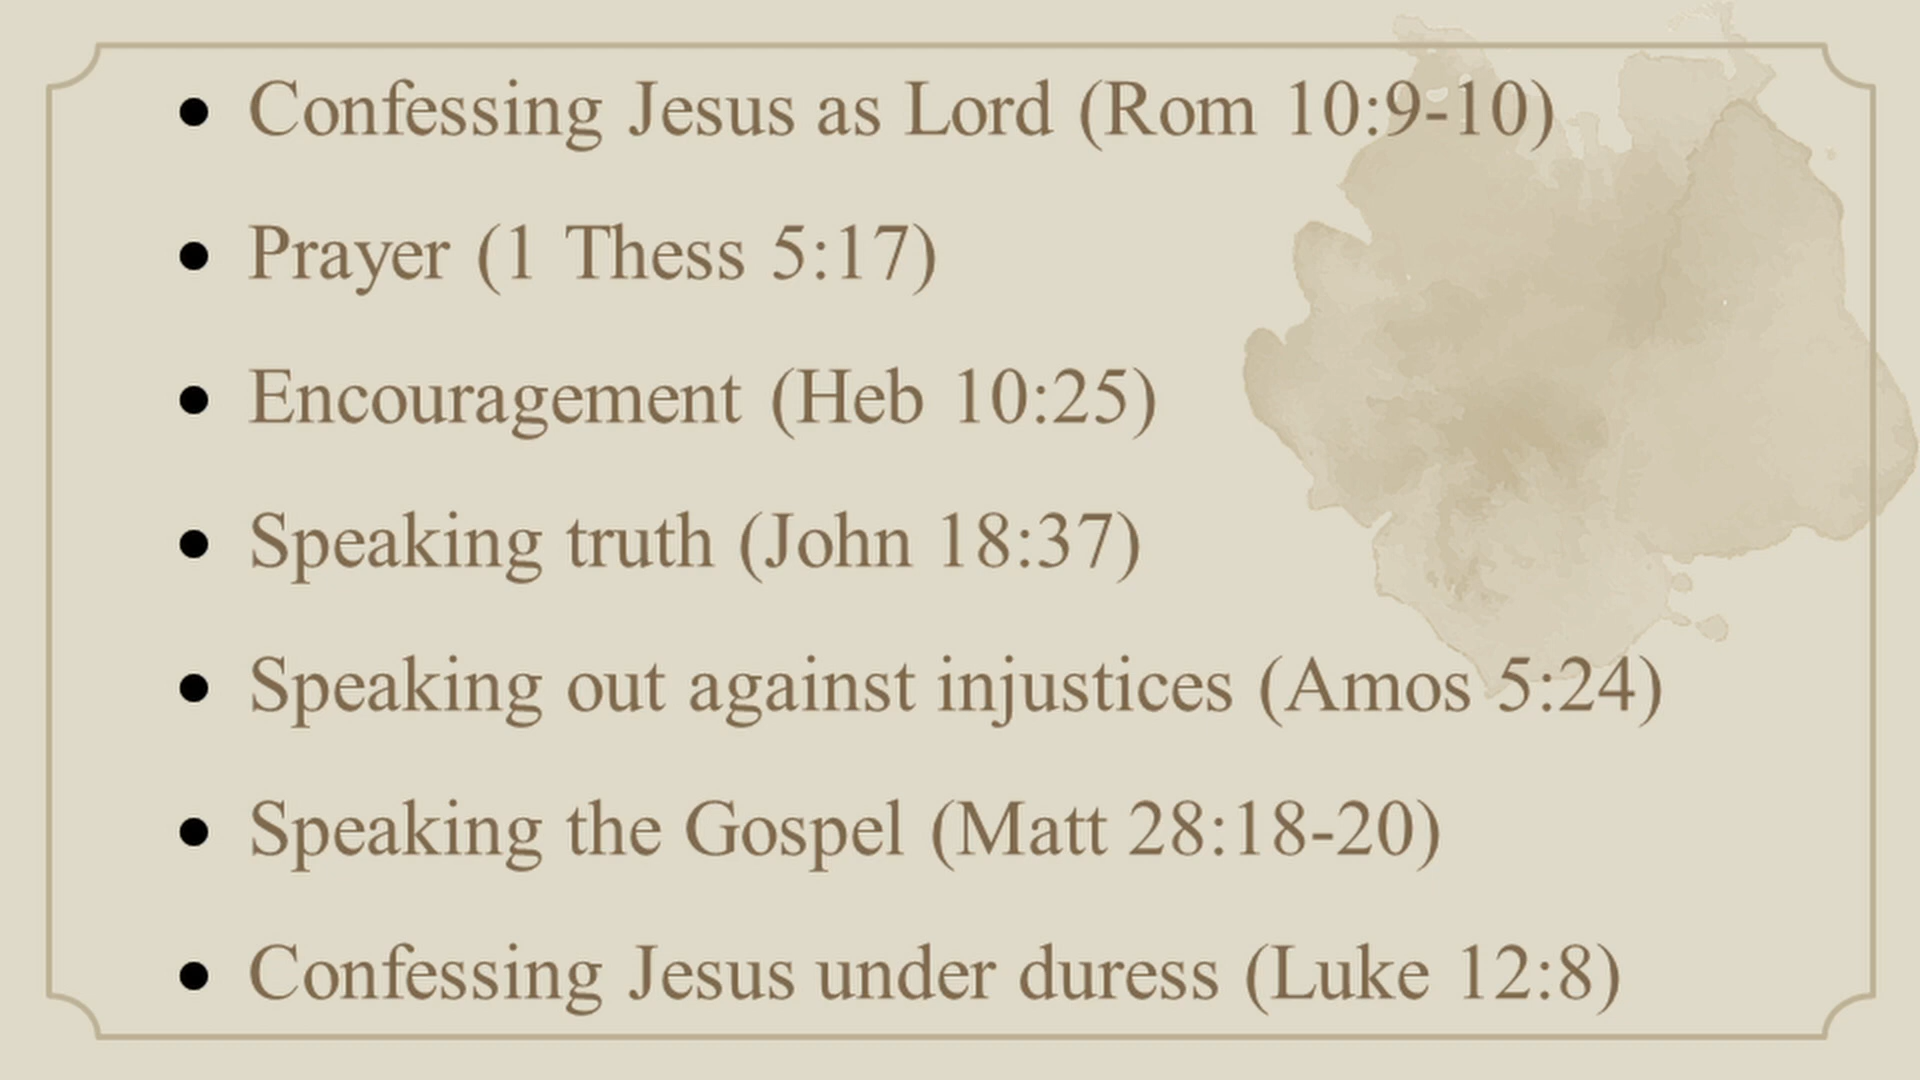 • Confessing Jesus as Lord (Rom 10:9-10)
• Prayer (1 Thess 5:17)
• Encouragement (Heb 10:25)
• Speaking truth (John 18:37)
• Speaking out against injustices (Amos 5:24)
• Speaking the Gospel (Matt 28:18-20)
• Confessing Jesus under duress (Luke 12:8)